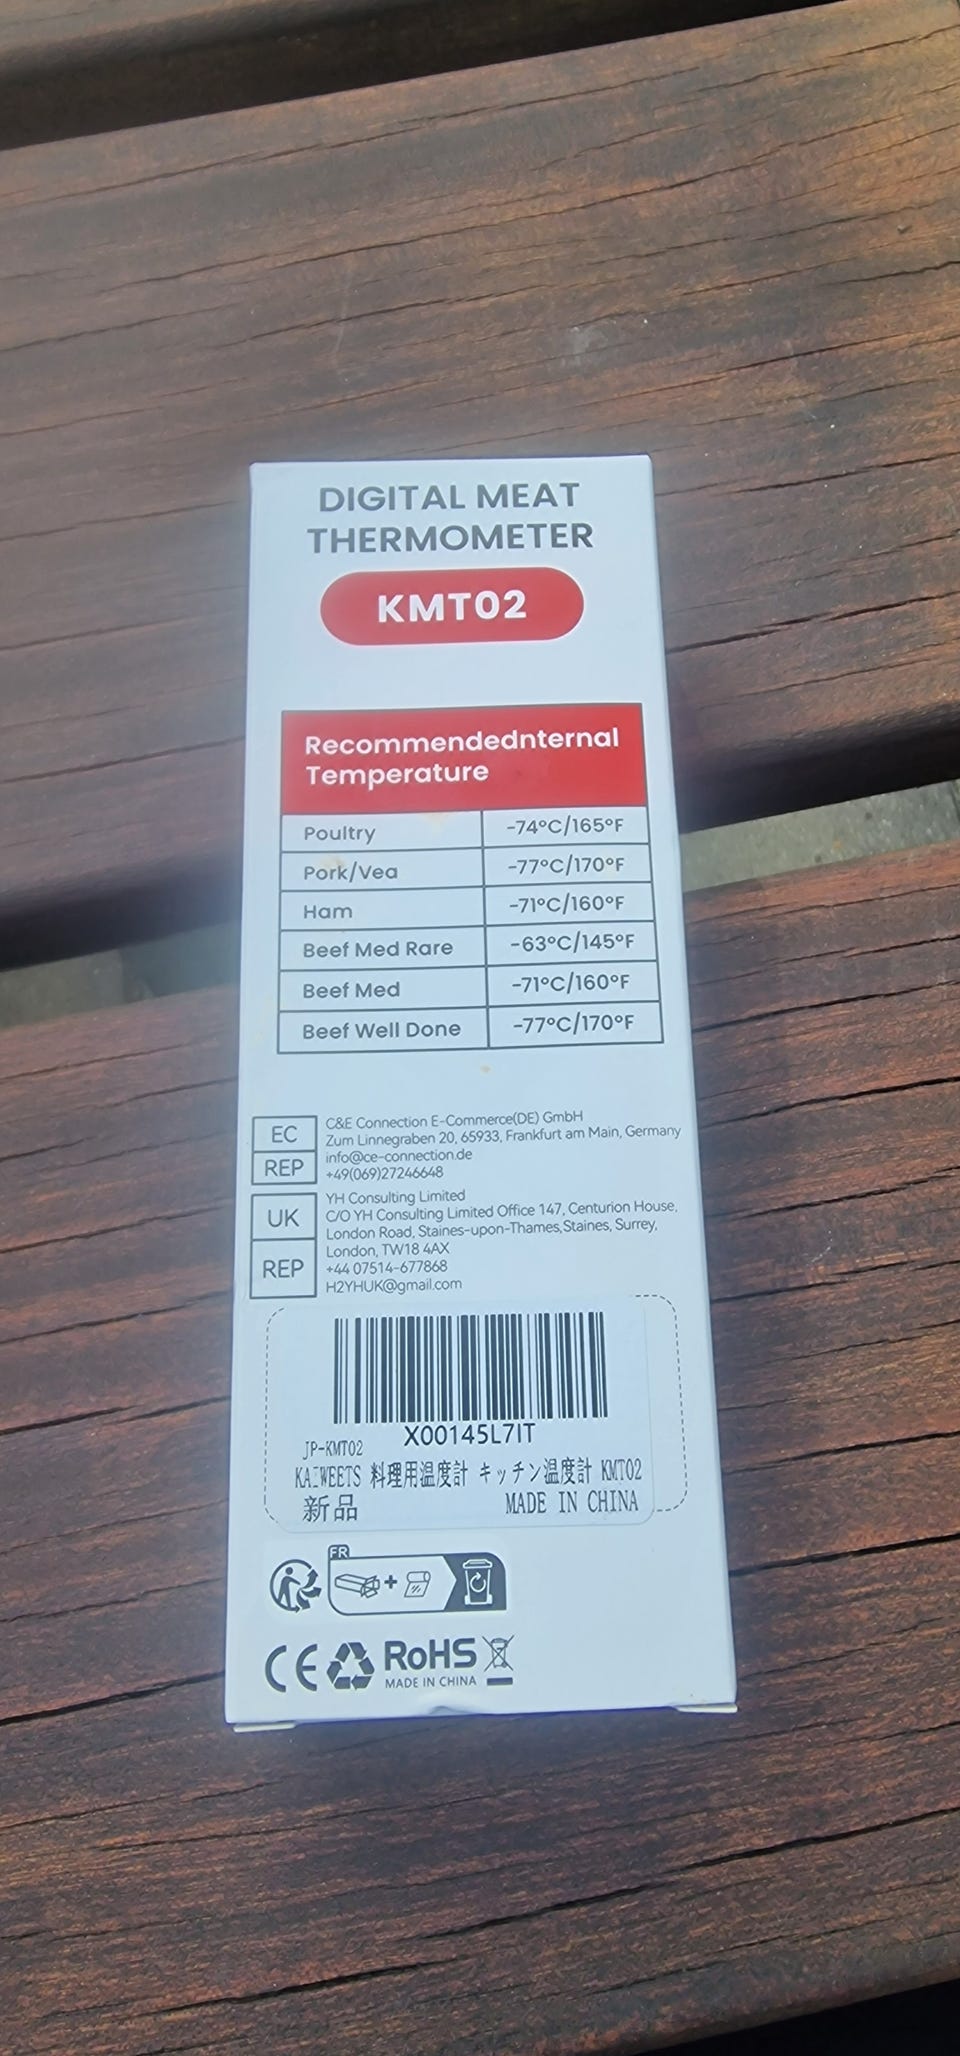 DIGITAL MEAT
THERMOMETER
KMT02
Recommendednternal
Temperature
Poultry -74°C/165°F
Pork/Vea -77°C/170°F
Ham -71°C/160°F
Beef Med Rare -63°C/145°F
Beef Med -71°C/160°F
Beef Well Done -77°C/170°F
EC
REP
C&E Connection E-Commerce(DE) GmbH
Zum Linnegraben 20, 65933, Frankfurt am Main, Germany
info@ce-connection.de
+49(069)27246648
UK
REP
YH Consulting Limited
C/O YH Consulting Limited Office 147, Centurion House,
London Road, Staines-upon-Thames,Staines, Surrey,
London, TW18 4AX
+44 07514-677868
H2YHUK@gmail.com
X00145L7IT
JP-KMT02
KAIWEETS 料理用温度計 キッチン温度計 KMT02
新品 MADE IN CHINA
FR
+
CE RoHS
MADE IN CHINA